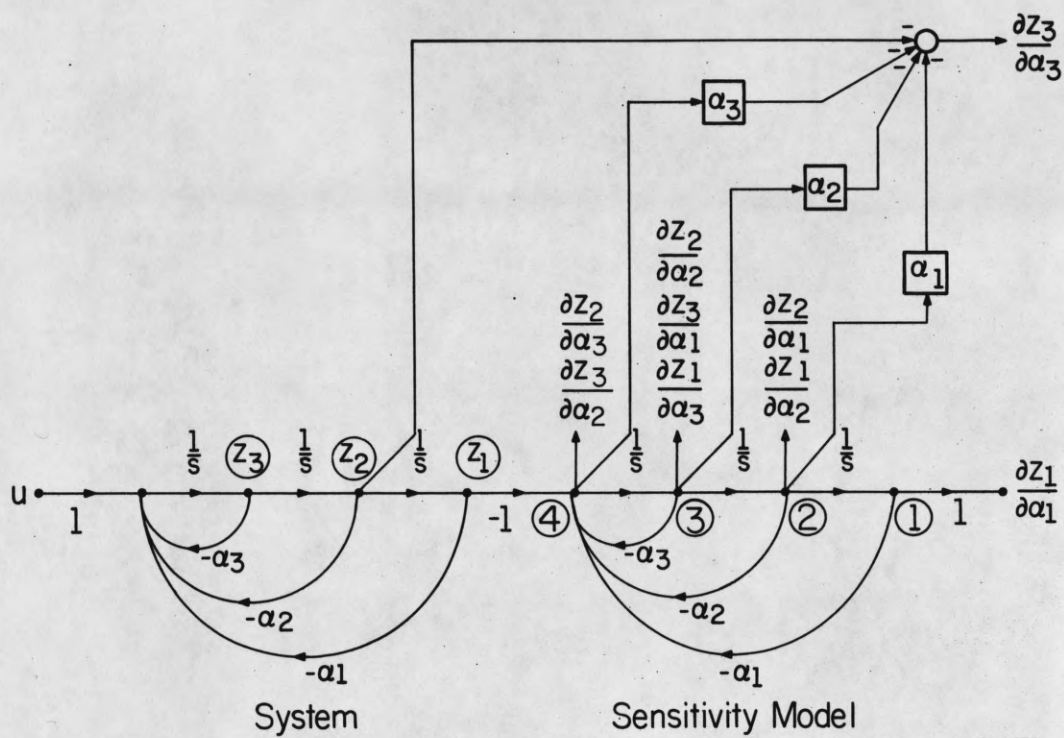 ∂Z3/∂α3
α3
α2
α1
∂Z2/∂α2
∂Z2/∂α3
∂Z3/∂α1
∂Z2/∂α1
∂Z3/∂α2
∂Z1/∂α3
∂Z1/∂α2
1/s Z3 1/s Z2 1/s Z1 1/s 1/s 1/s
u 1 -1 4 3 2 1 1 ∂Z1/∂α1
-α3 -α3
-α2 -α2
-α1 -α1
System Sensitivity Model